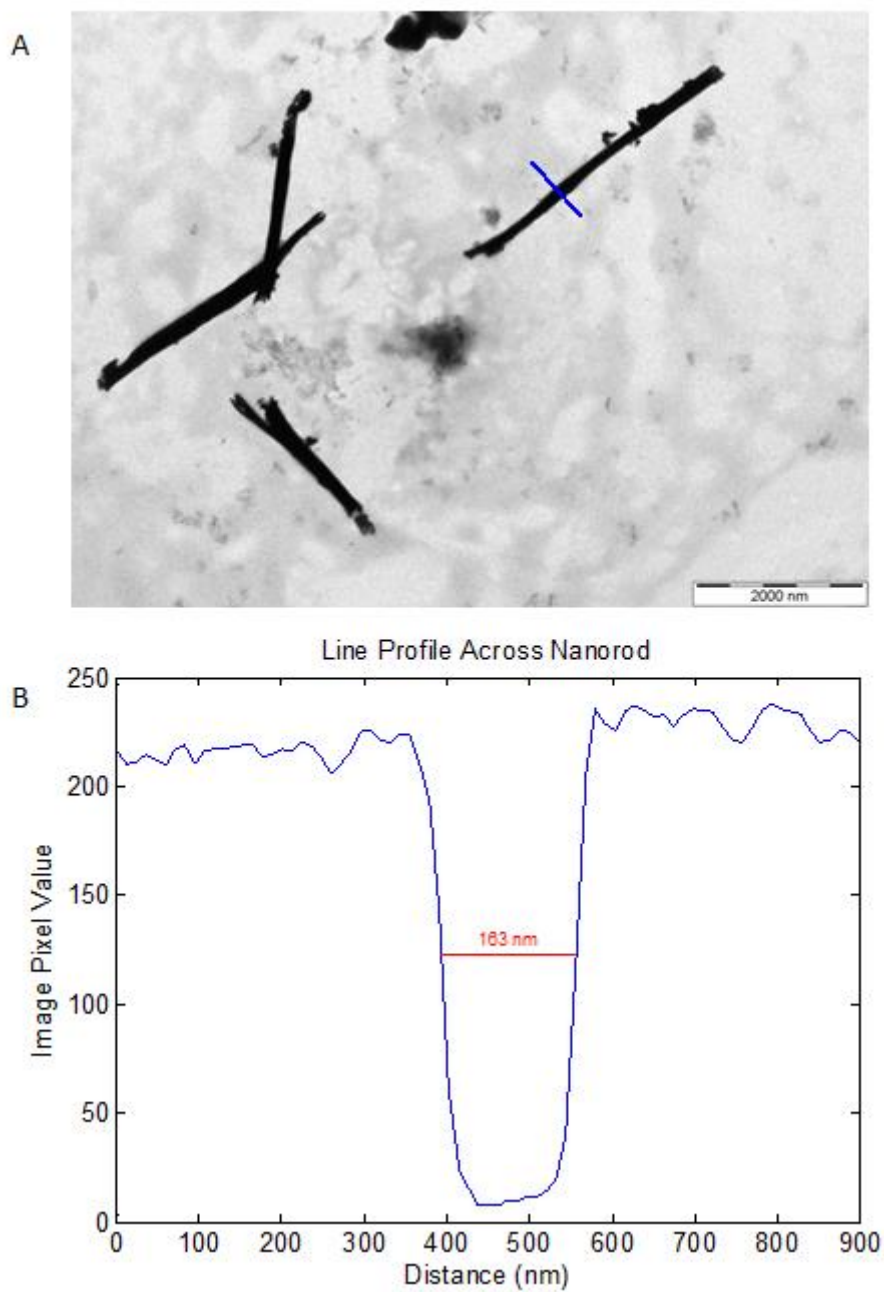 A
2000 nm
Line Profile Across Nanorod
B
250
200
150
100
50
0
Image Pixel Value
163 nm
0 100 200 300 400 500 600 700 800 900
Distance (nm)